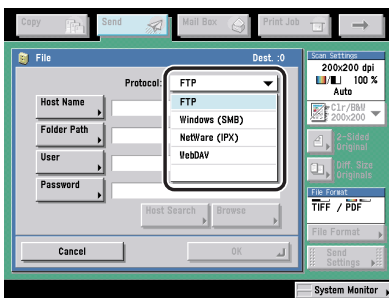 Copy
Send
Mail Box
Print Job
File
Dest. :0
Protocol:
FTP
FTP
Windows (SMB)
NetWare (IPX)
WebDAV
Host Name
Folder Path
User
Password
Host Search
Browse
Cancel
OK
Scan Settings
200x200 dpi
100 %
Auto
Clr/B&W
200x200
2-Sided
Original
Diff. Size
Originals
File Format
TIFF / PDF
File Format
Send
Settings
System Monitor